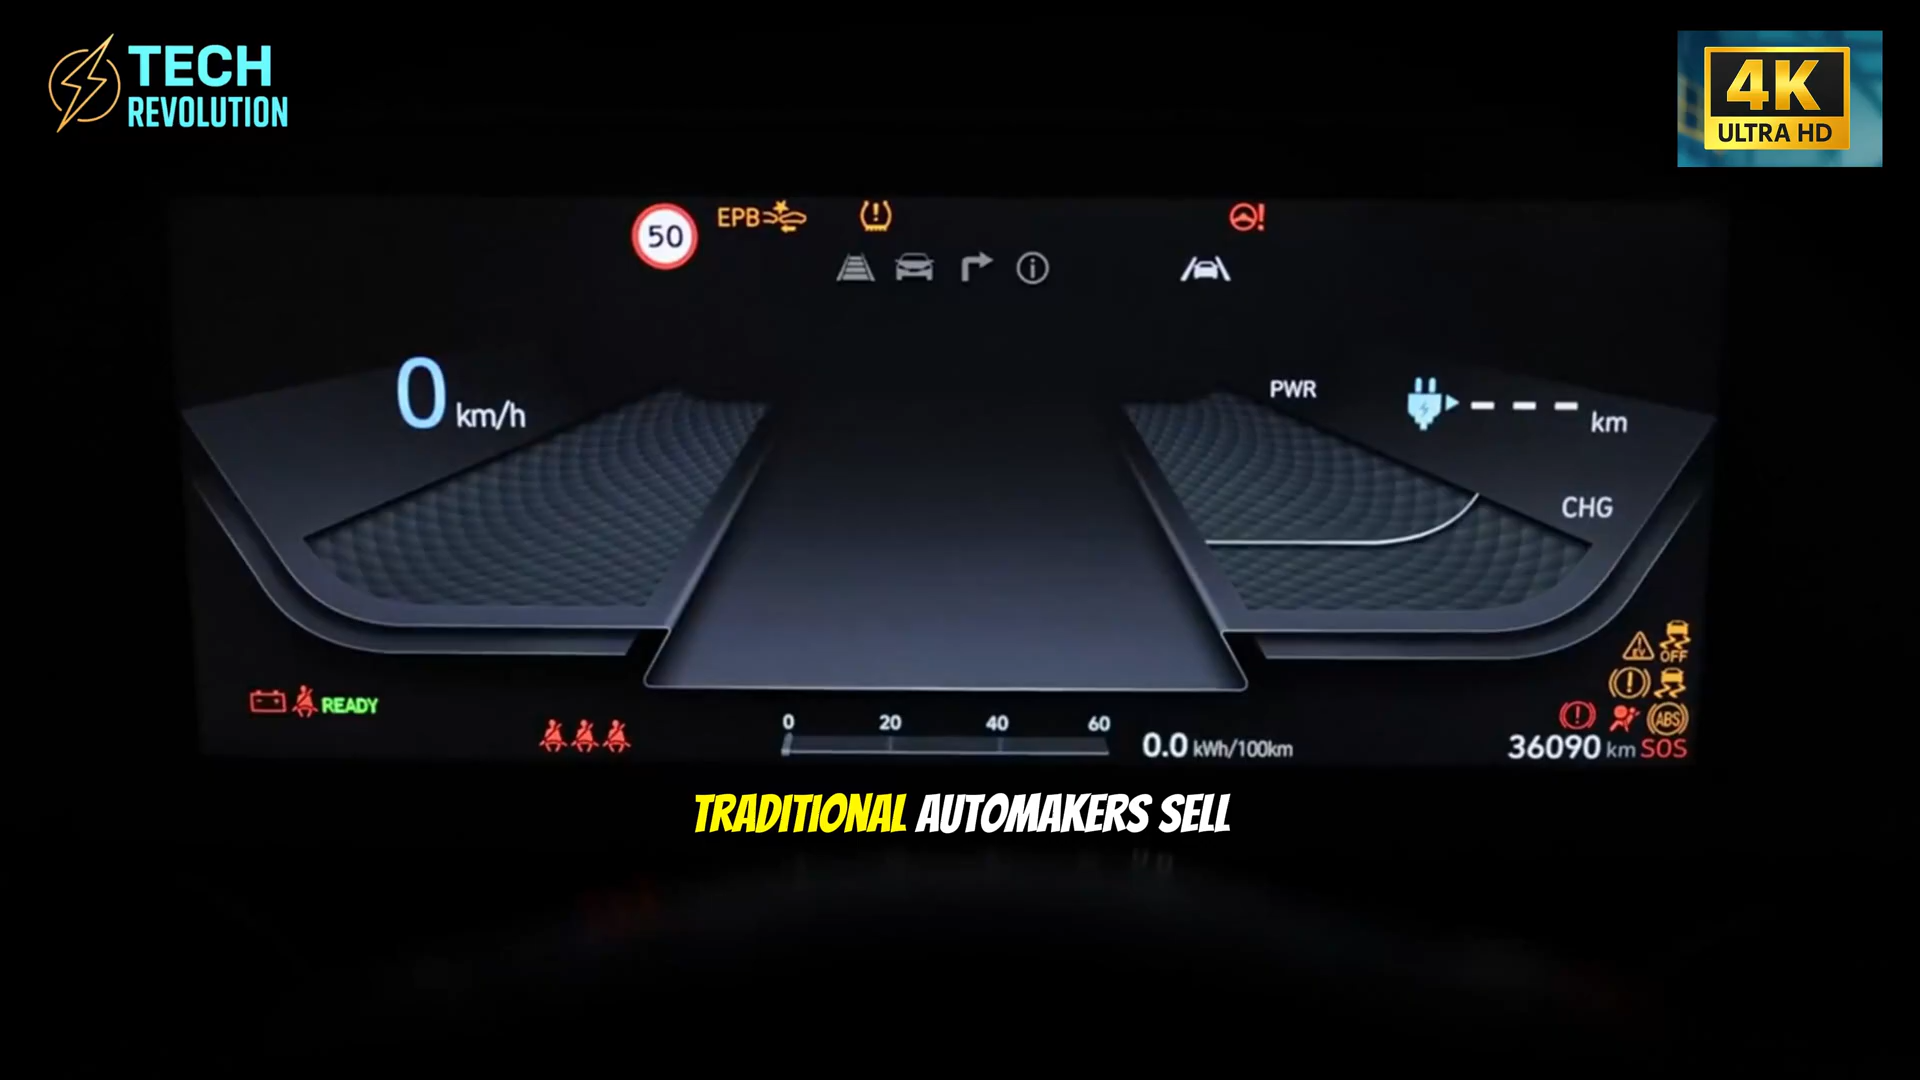 TECH
REVOLUTION
4K
ULTRA HD
50
EPB
0 km/h
PWR
--- km
CHG
EV
OFF
READY
ABS
0 20 40 60
0.0 kWh/100km
36090 km SOS
TRADITIONAL AUTOMAKERS SELL